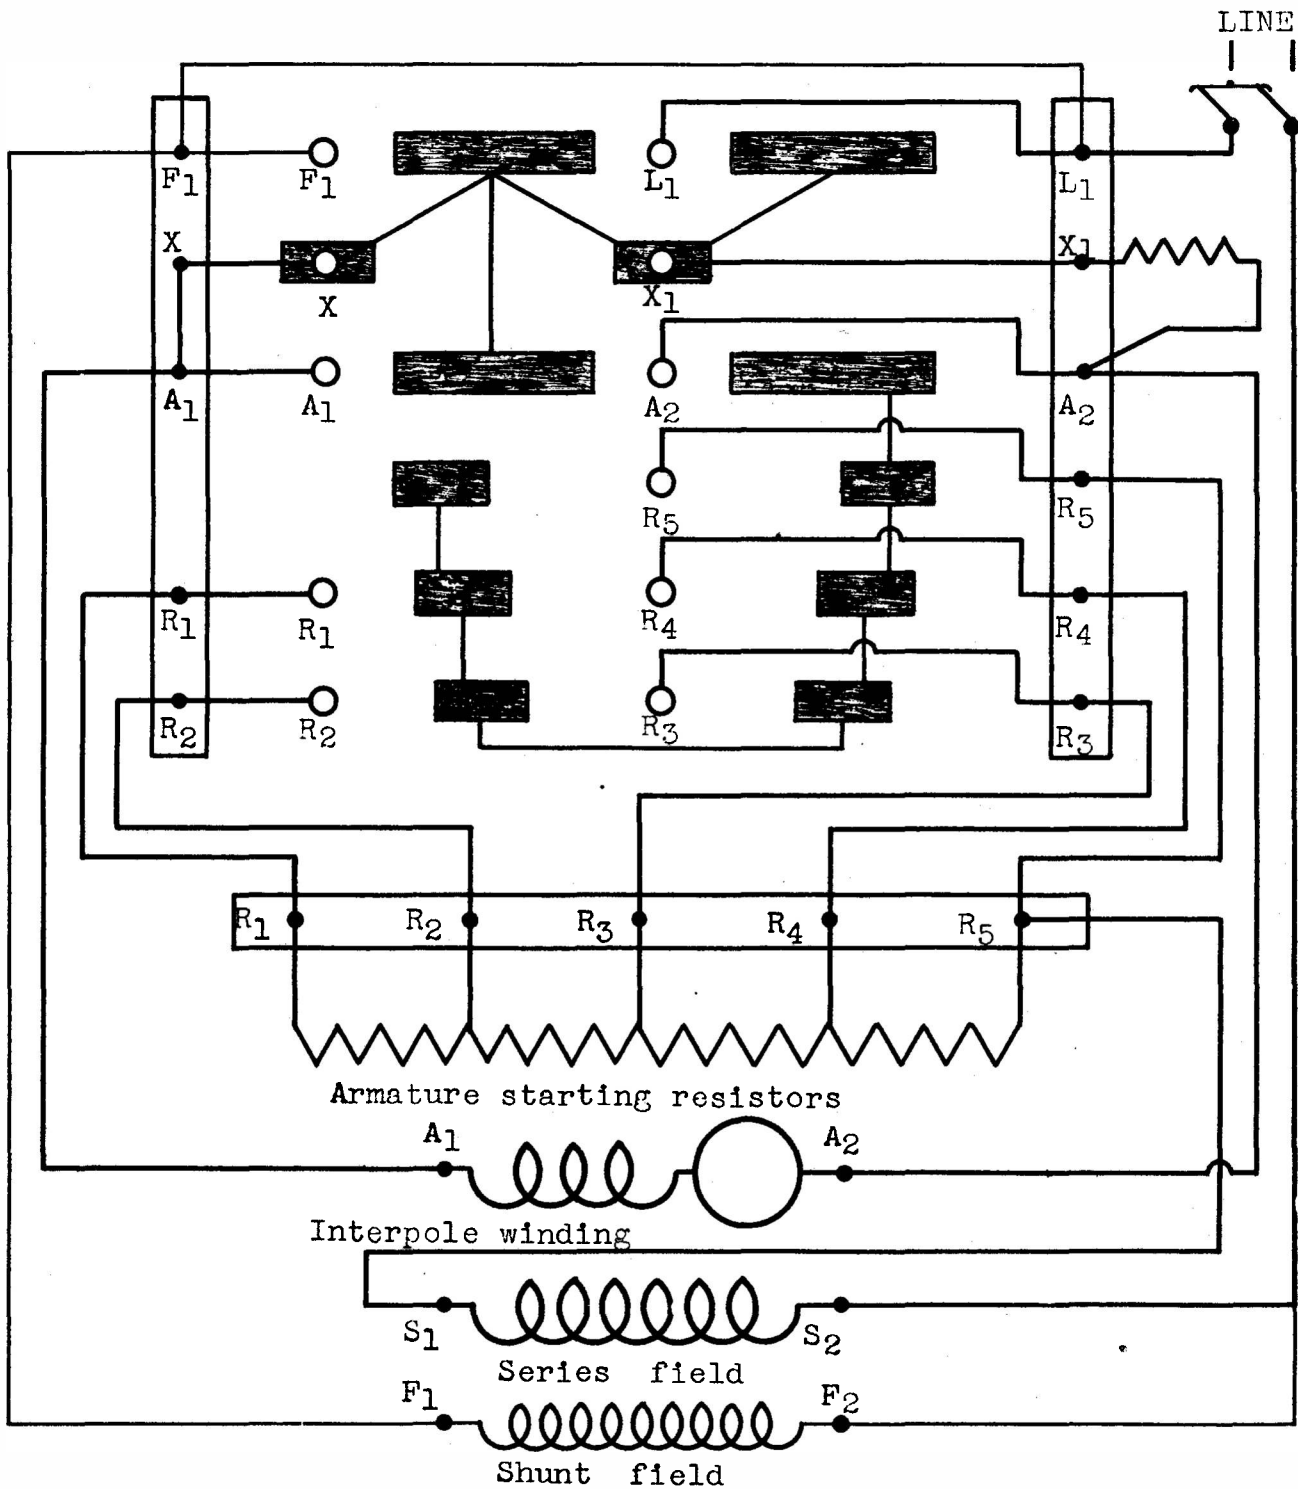 LINE
F1 F1 L1 L1
X X1
X X1
A1 A1 A2 A2
R5 R5
R1 R1 R4 R4
R2 R2 R3 R3
R1 R2 R3 R4 R5
Armature starting resistors
A1 A2
Interpole winding
S1 S2
Series field
F1 F2
Shunt field